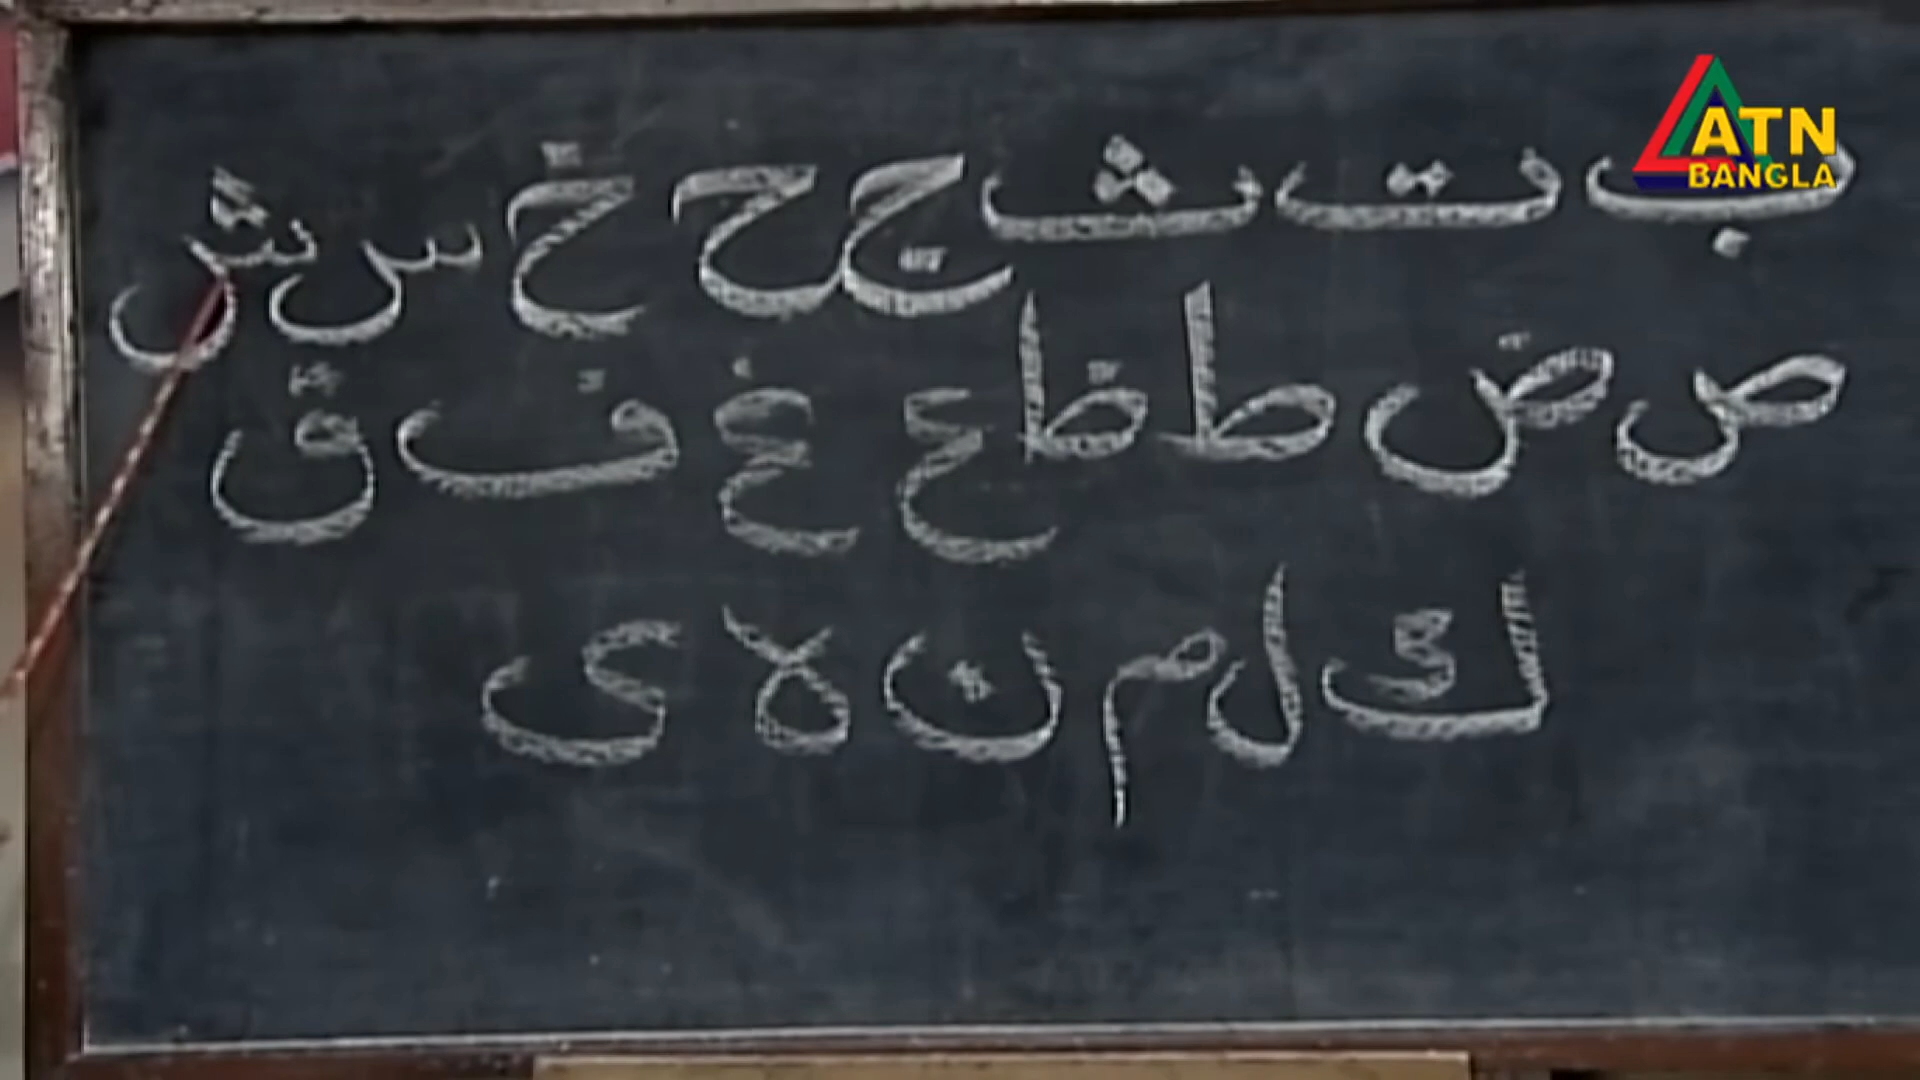 ATN
BANGLA
ب ت ث ج ح خ س ش
ص ض ط ظ ع غ ف ق
ك ل م ن لا ى